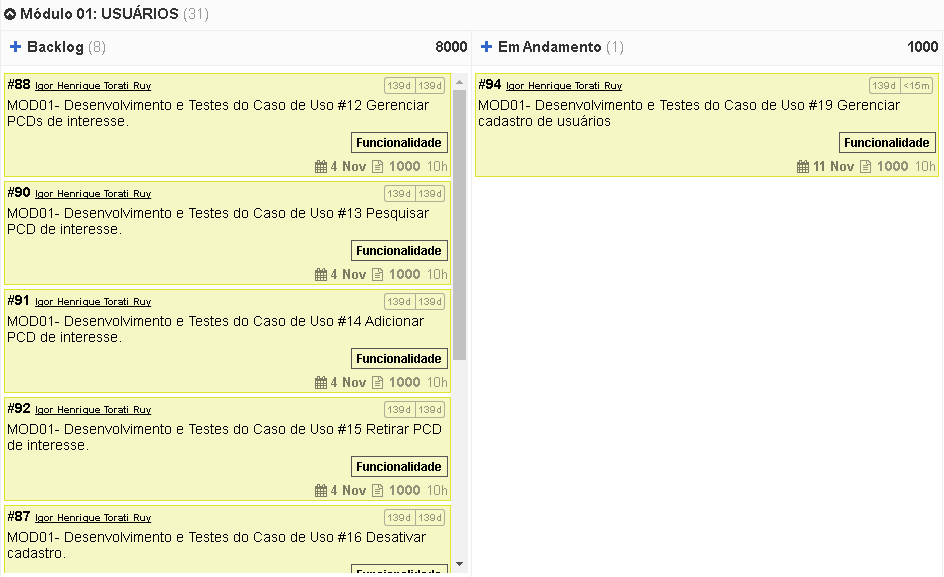 Módulo 01: USUÁRIOS (31)
Backlog (8) 8000
#88 Igor Henrique Torati Ruy 139d 139d
MOD01- Desenvolvimento e Testes do Caso de Uso #12 Gerenciar
PCDs de interesse.
Funcionalidade
4 Nov 1000 10h
#90 Igor Henrique Torati Ruy 139d 139d
MOD01- Desenvolvimento e Testes do Caso de Uso #13 Pesquisar
PCD de interesse.
Funcionalidade
4 Nov 1000 10h
#91 Igor Henrique Torati Ruy 139d 139d
MOD01- Desenvolvimento e Testes do Caso de Uso #14 Adicionar
PCD de interesse.
Funcionalidade
4 Nov 1000 10h
#92 Igor Henrique Torati Ruy 139d 139d
MOD01- Desenvolvimento e Testes do Caso de Uso #15 Retirar PCD
de interesse.
Funcionalidade
4 Nov 1000 10h
#87 Igor Henrique Torati Ruy 139d 139d
MOD01- Desenvolvimento e Testes do Caso de Uso #16 Desativar
cadastro.
Funcionalidade
Em Andamento (1) 1000
#94 Igor Henrique Torati Ruy 139d <15m
MOD01- Desenvolvimento e Testes do Caso de Uso #19 Gerenciar
cadastro de usuários
Funcionalidade
11 Nov 1000 10h